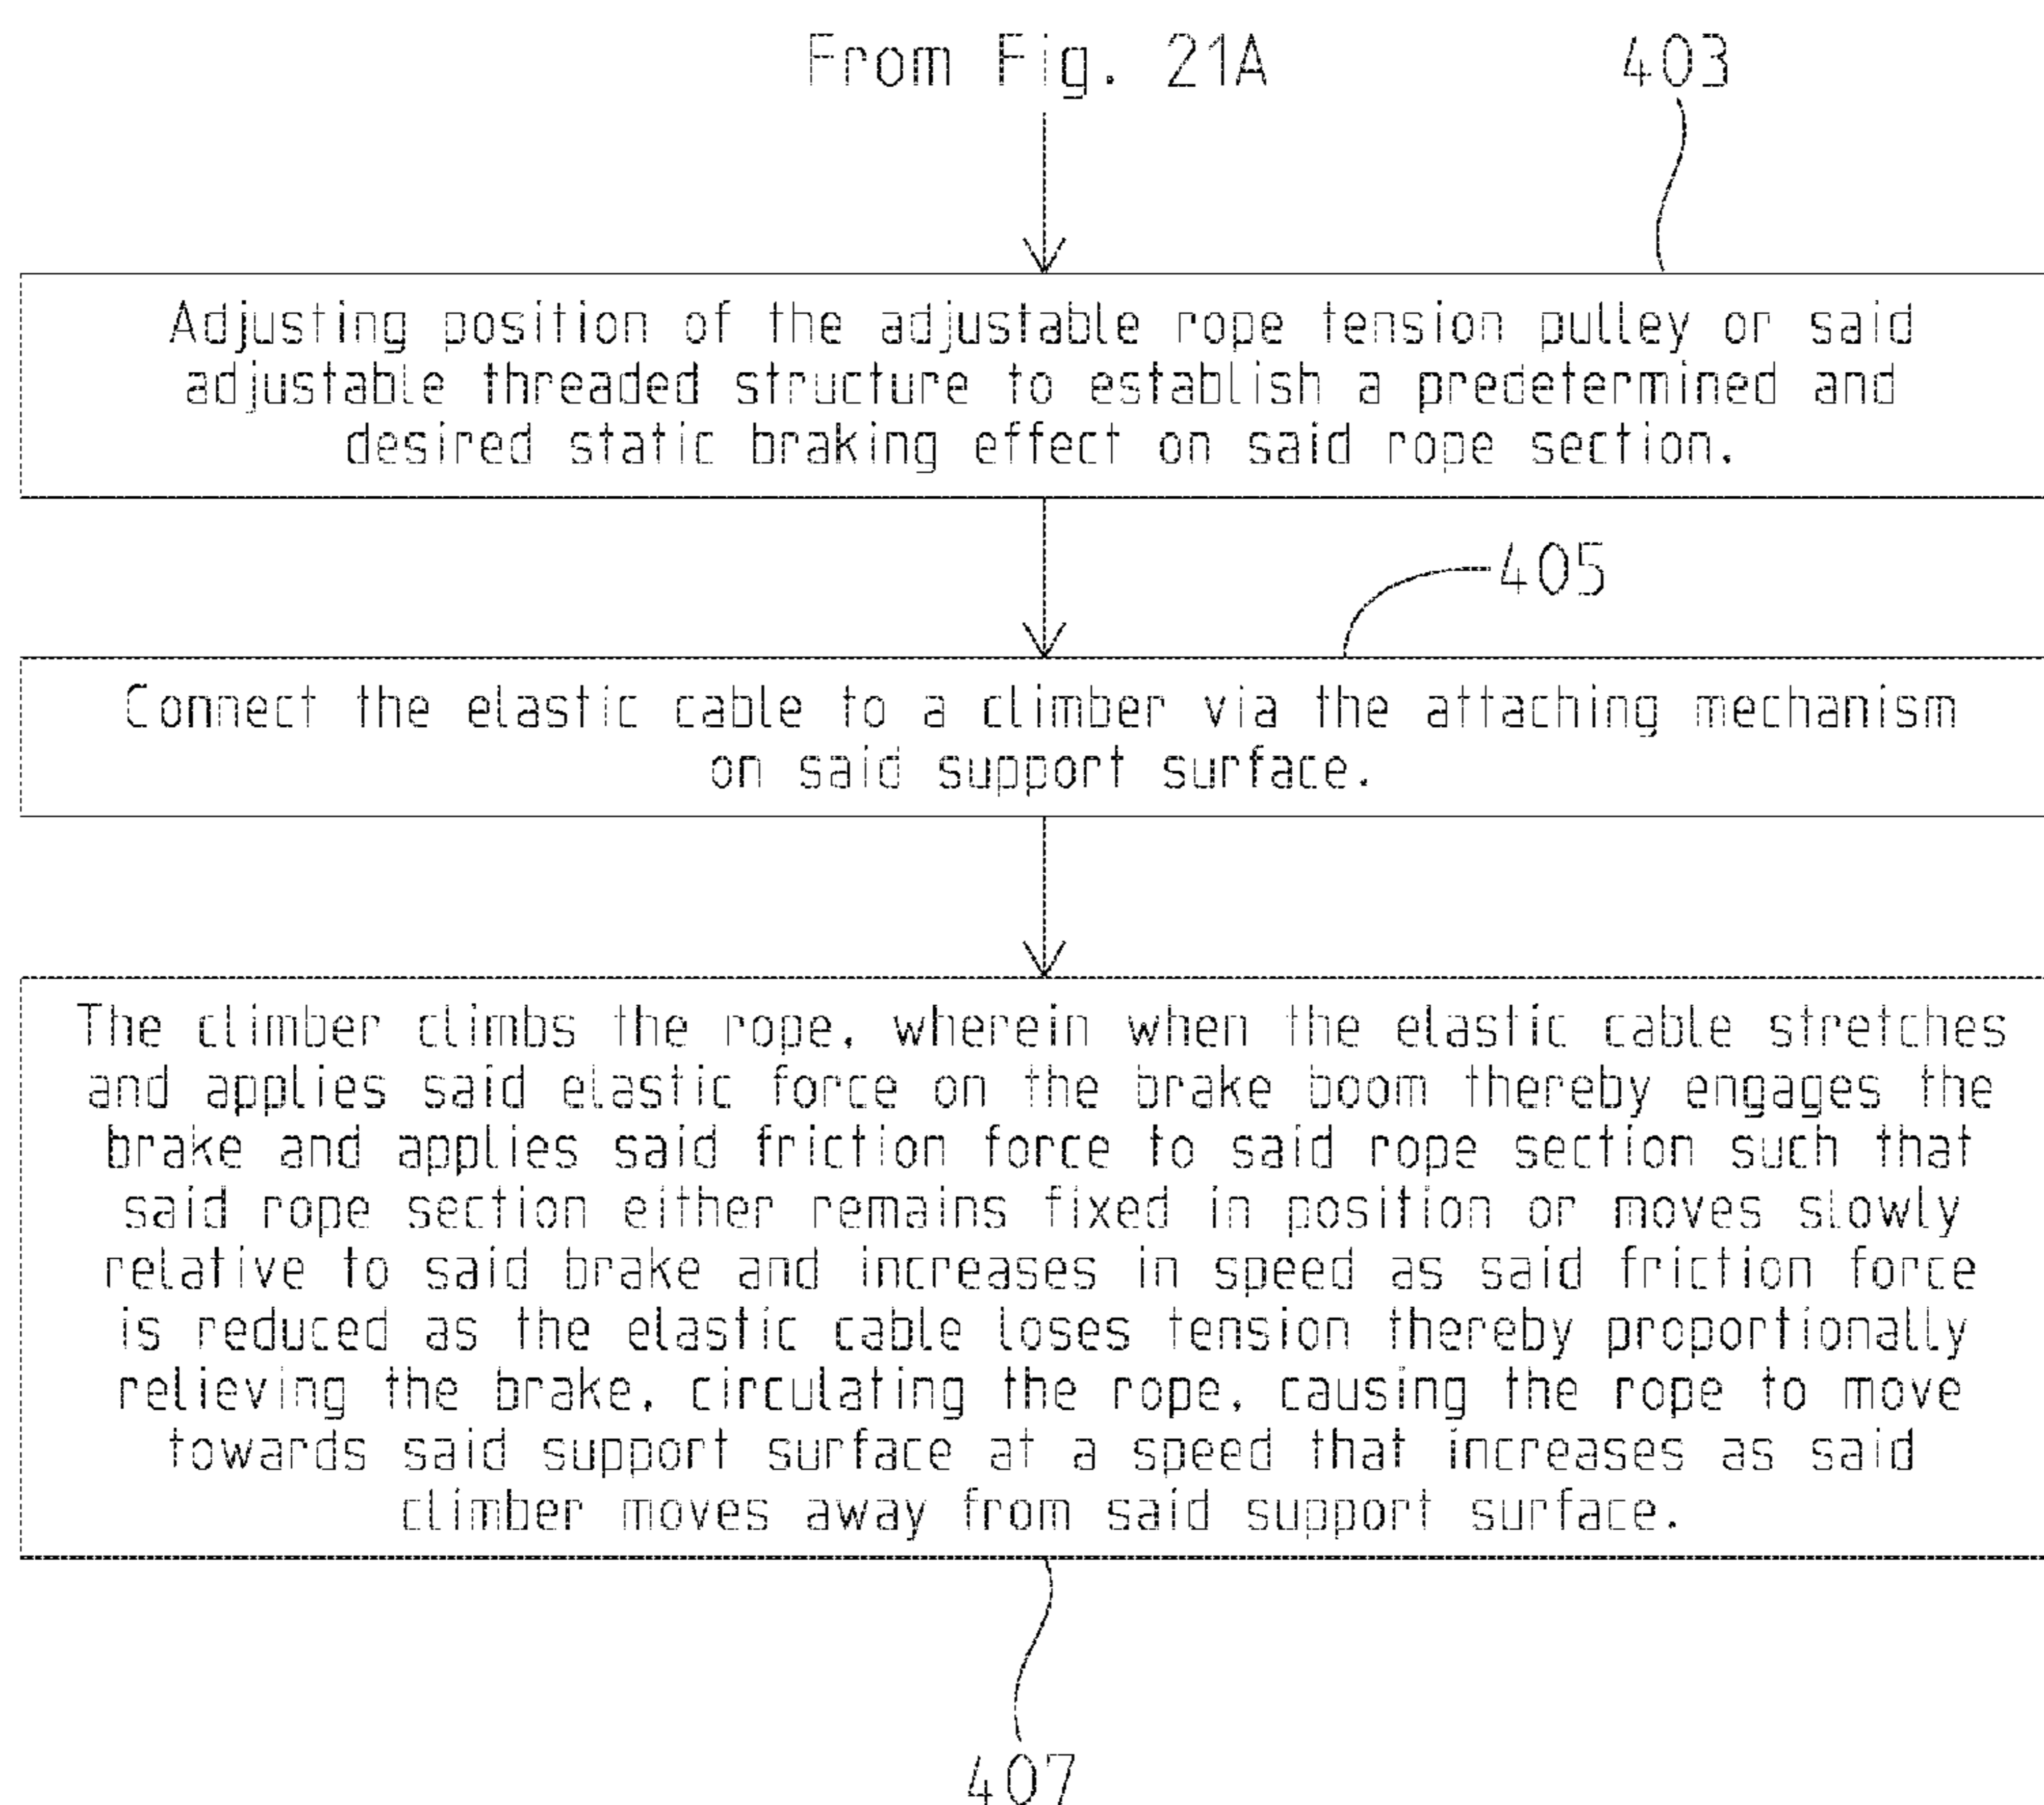 From Fig. 21A
403
Adjusting position of the adjustable rope tension pulley or said
adjustable threaded structure to establish a predetermined and
desired static braking effect on said rope section.
405
Connect the elastic cable to a climber via the attaching mechanism
on said support surface.
The climber climbs the rope, wherein when the elastic cable stretches
and applies said elastic force on the brake boom thereby engages the
brake and applies said friction force to said rope section such that
said rope section either remains fixed in position or moves slowly
relative to said brake and increases in speed as said friction force
is reduced as the elastic cable loses tension thereby proportionally
relieving the brake, circulating the rope, causing the rope to move
towards said support surface at a speed that increases as said
climber moves away from said support surface.
407